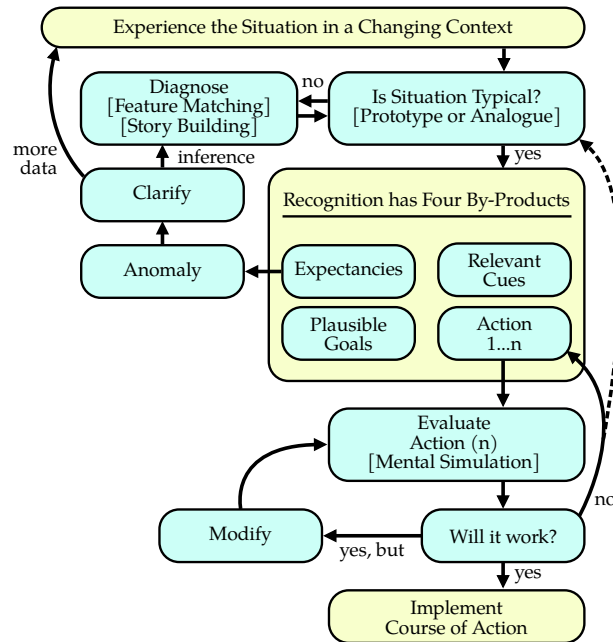 Experience the Situation in a Changing Context
Diagnose
[Feature Matching]
[Story Building]
no
Is Situation Typical?
[Prototype or Analogue]
more
data
inference
yes
Clarify
Recognition has Four By-Products
Anomaly
Expectancies
Relevant
Cues
Plausible
Goals
Action
1...n
Evaluate
Action (n)
[Mental Simulation]
no
Modify
yes, but
Will it work?
yes
Implement
Course of Action